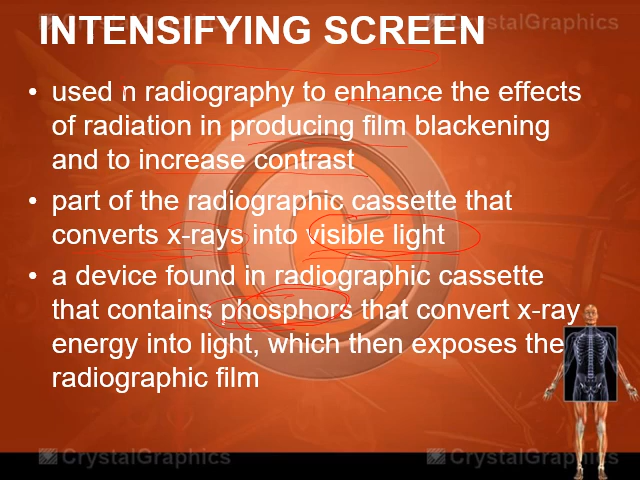 CrystalGraphics CrystalGraphics
INTENSIFYING SCREEN
• used n radiography to enhance the effects
of radiation in producing film blackening
and to increase contrast
• part of the radiographic cassette that
converts x-rays into visible light
• a device found in radiographic cassette
that contains phosphors that convert x-ray
energy into light, which then exposes the
radiographic film
CrystalGraphics CrystalGraphics